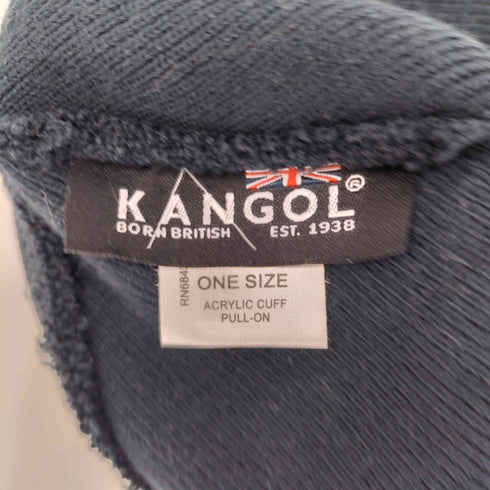 KANGOL®
BORN BRITISH EST. 1938
ONE SIZE
ACRYLIC CUFF
PULL-ON